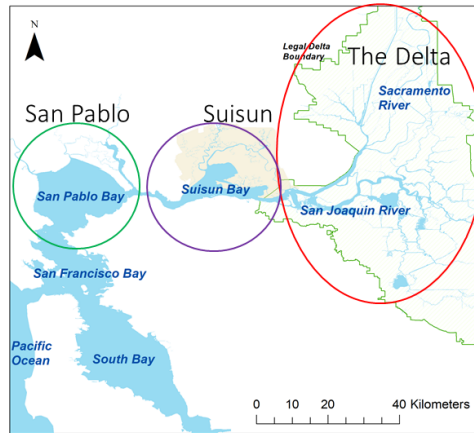 N
Legal Delta
Boundary
The Delta
Sacramento
River
San Pablo
Suisun
San Pablo Bay
Suisun Bay
San Joaquin River
San Francisco Bay
Pacific
Ocean
South Bay
0 10 20 40 Kilometers